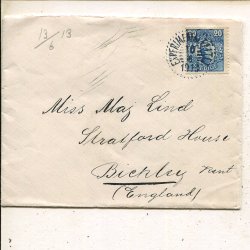 13/6 13
Miss Maj Lind
Stratford House
Bickley Kent
(England)